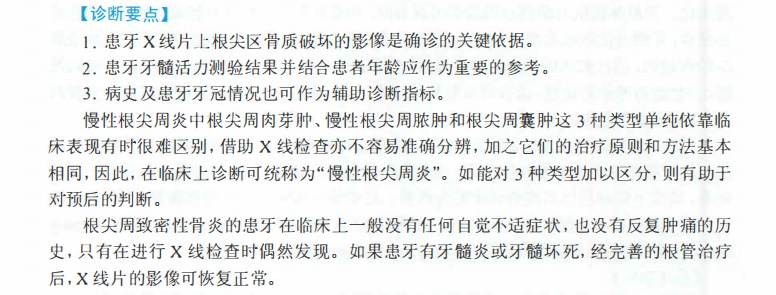 【诊断要点】
1. 患牙 X 线片上根尖区骨质破坏的影像是确诊的关键依据。
2. 患牙牙髓活力测验结果并结合患者年龄应作为重要的参考。
3. 病史及患牙牙冠情况也可作为辅助诊断指标。
慢性根尖周炎中根尖周肉芽肿、慢性根尖周脓肿和根尖周囊肿这 3 种类型单纯依靠临
床表现有时很难区别，借助 X 线检查亦不容易准确分辨，加之它们的治疗原则和方法基本
相同，因此，在临床上诊断可统称为“慢性根尖周炎”。如能对 3 种类型加以区分，则有助于
对预后的判断。
根尖周致密性骨炎的患牙在临床上一般没有任何自觉不适症状，也没有反复肿痛的历
史，只有在进行 X 线检查时偶然发现。如果患牙有牙髓炎或牙髓坏死，经完善的根管治疗
后，X 线片的影像可恢复正常。